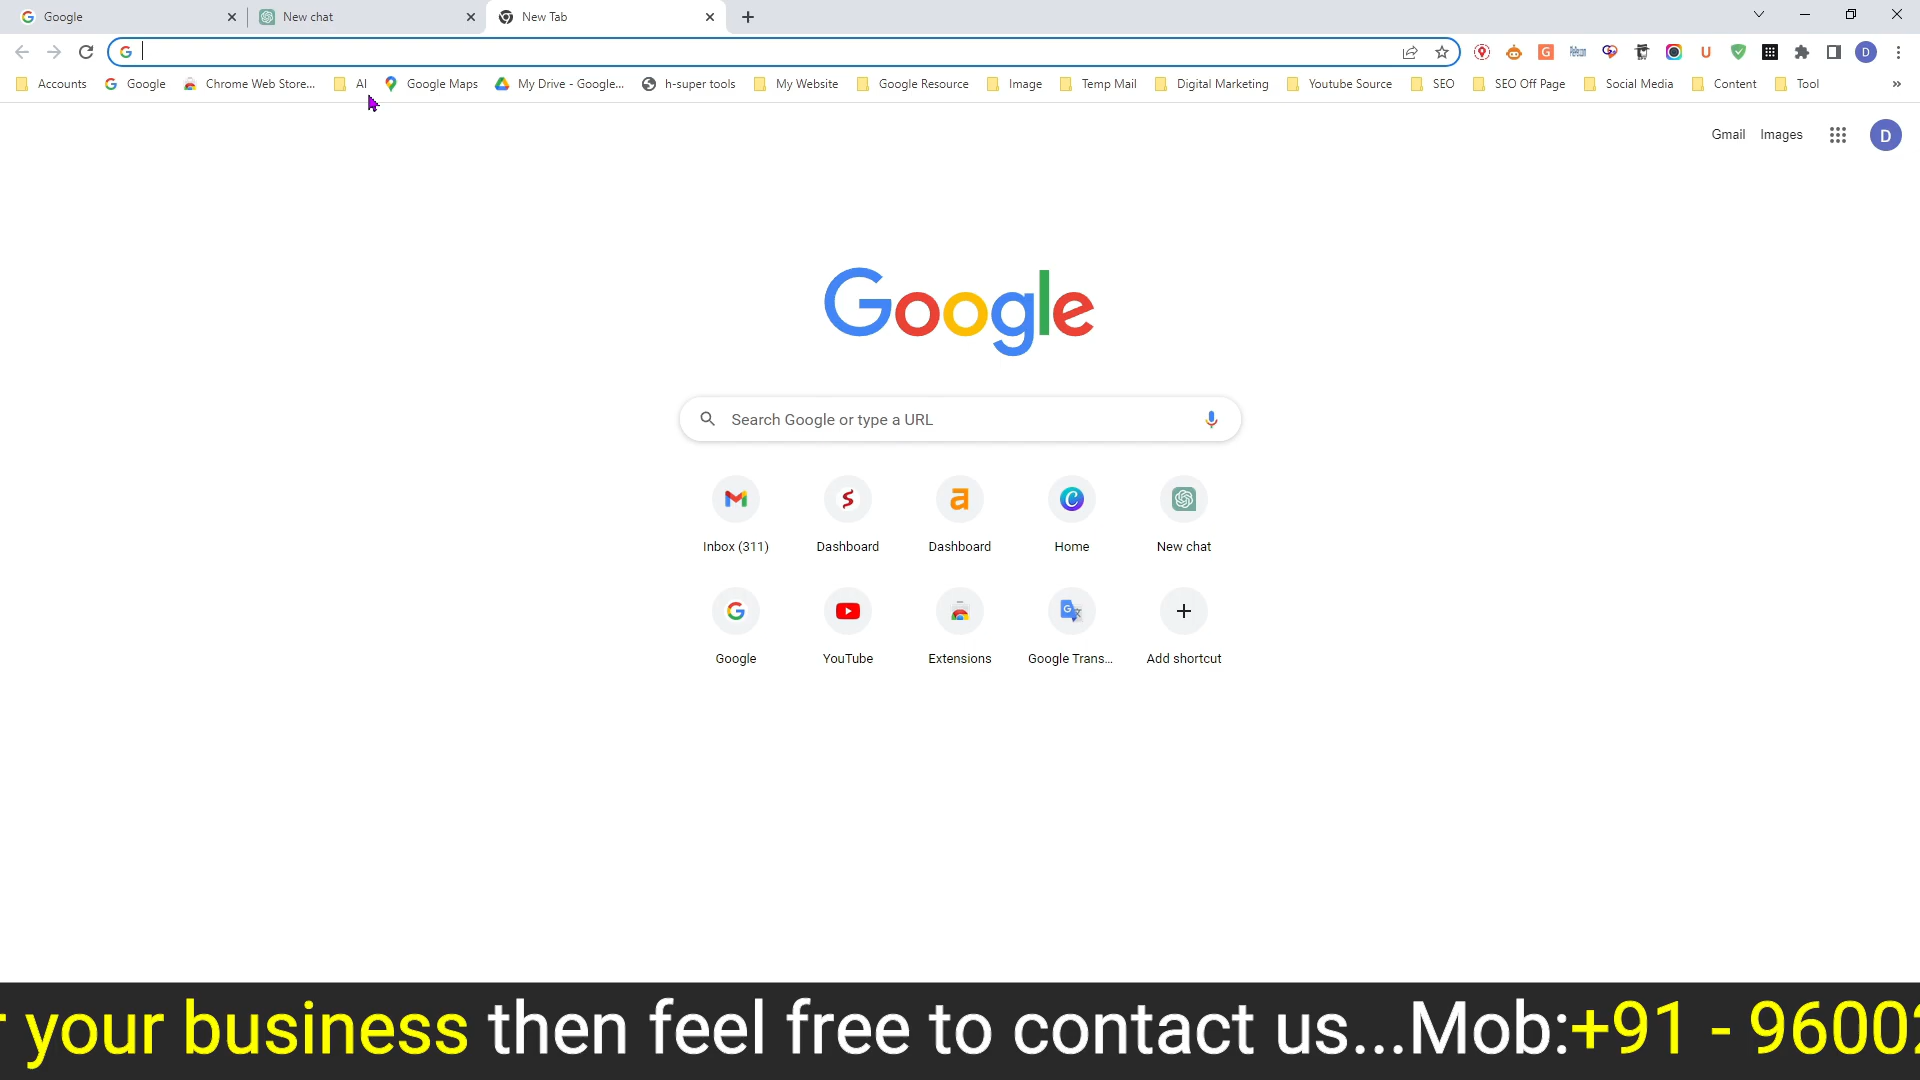 Google
New chat
New Tab
Accounts
Google
Chrome Web Store...
AI
Google Maps
My Drive - Google...
h-super tools
My Website
Google Resource
Image
Temp Mail
Digital Marketing
Youtube Source
SEO
SEO Off Page
Social Media
Content
Tool
»
Gmail
Images
D
Google
Search Google or type a URL
Inbox (311)
Dashboard
Dashboard
Home
New chat
Google
YouTube
Extensions
Google Trans...
Add shortcut
your business then feel free to contact us...Mob:+91 - 9600